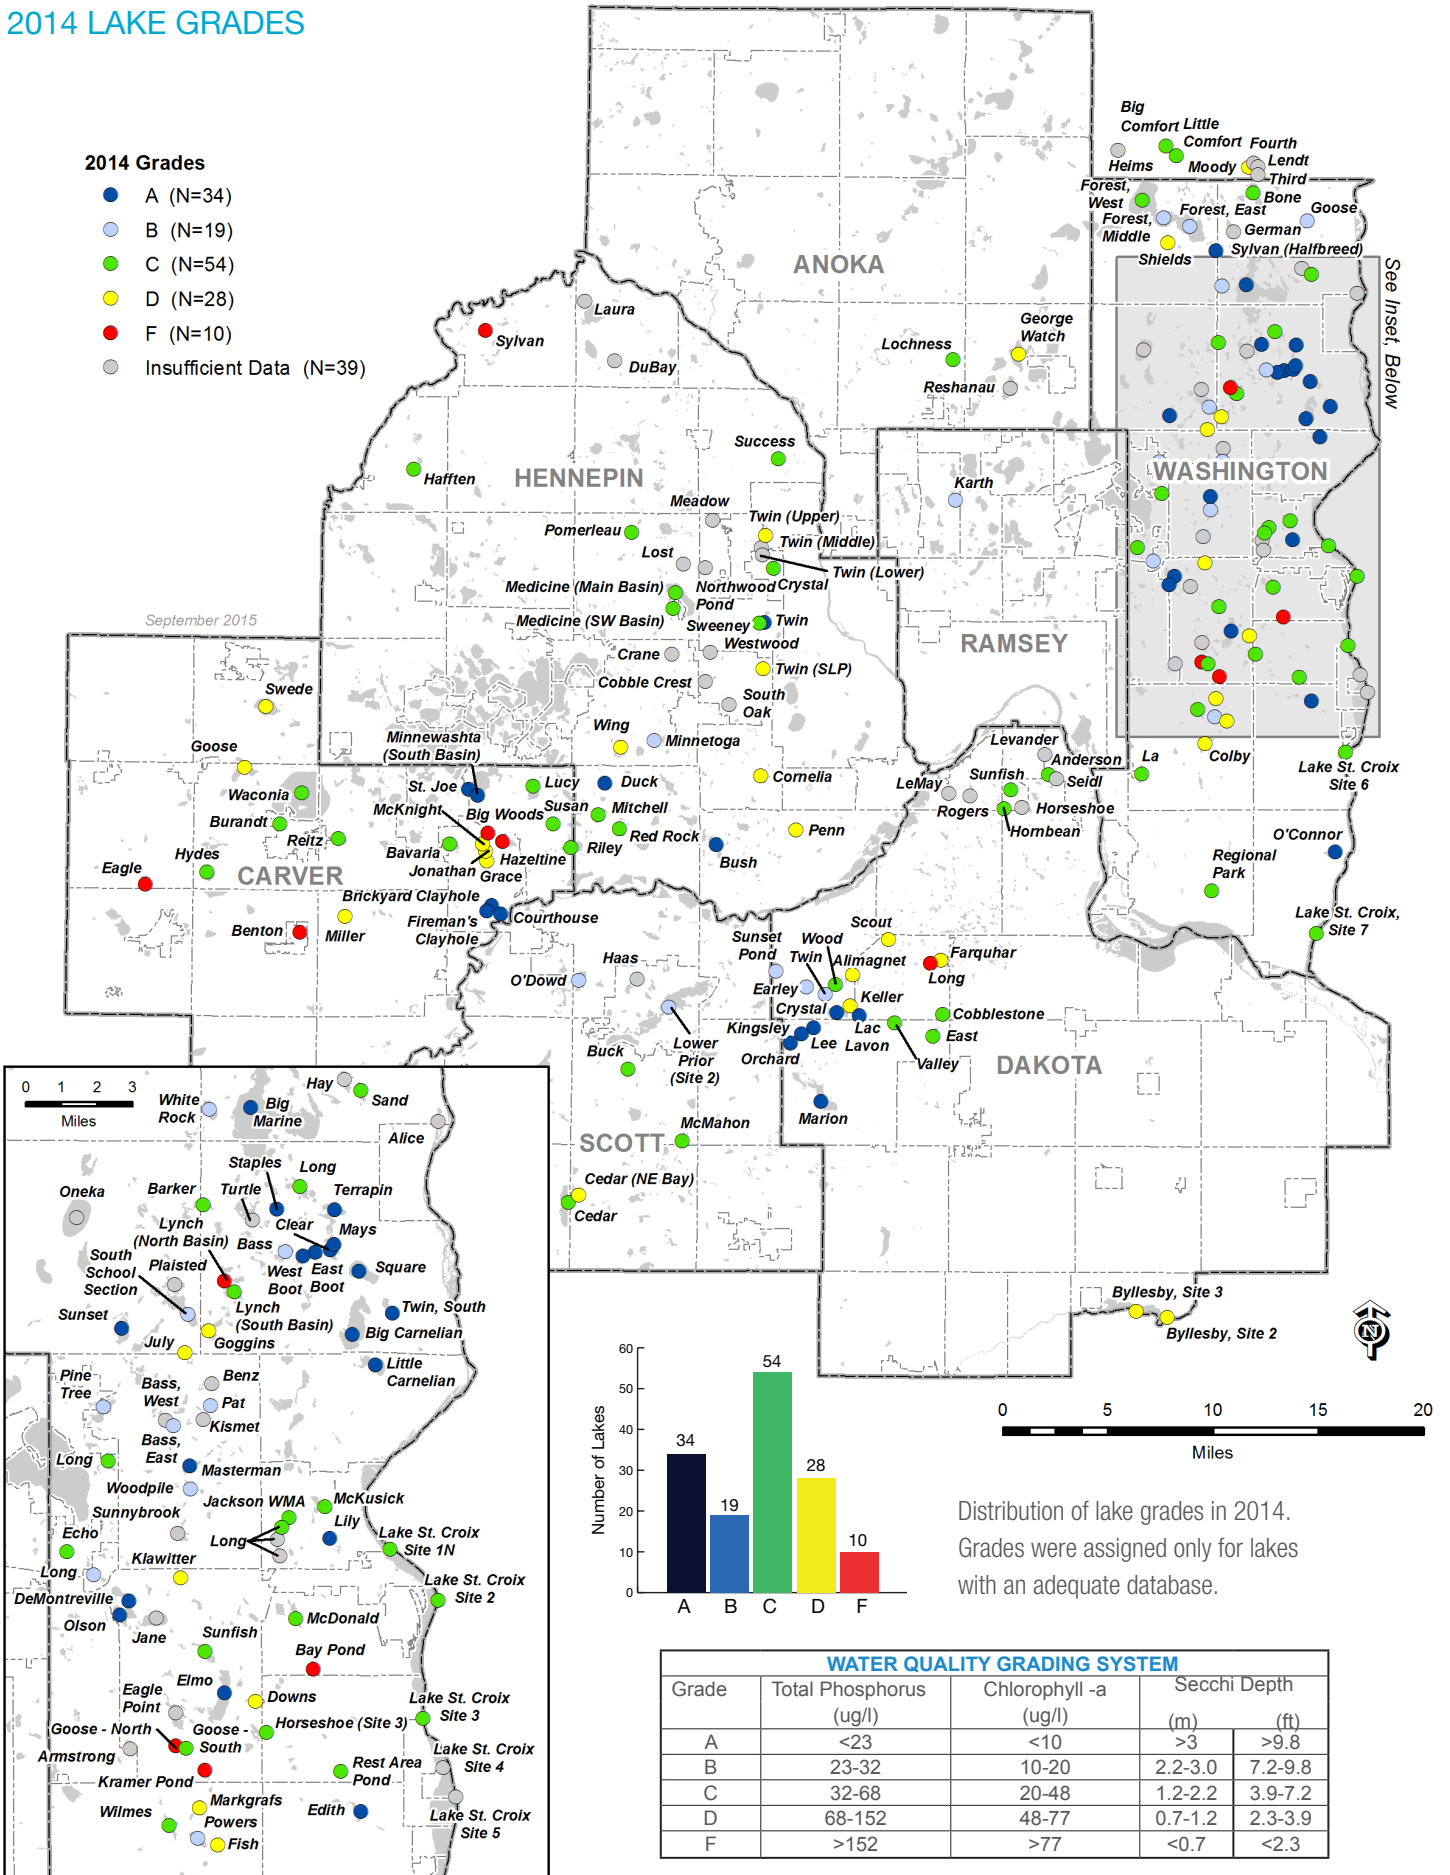 2014 LAKE GRADES
2014 Grades
A (N=34)
B (N=19)
C (N=54)
D (N=28)
F (N=10)
Insufficient Data (N=39)
Big
Comfort
Little
Comfort
Fourth
Lendt
Heims
Moody
Third
Forest,
West
Bone
Forest,
Middle
Forest, East
Goose
German
Shields
Sylvan (Halfbreed)
See Inset, Below
ANOKA
Laura
Sylvan
DuBay
George
Watch
Lochness
Reshanau
Success
Hafften
HENNEPIN
Karth
WASHINGTON
Meadow
Pomerleau
Twin (Upper)
Lost
Twin (Middle)
Twin (Lower)
Medicine (Main Basin)
Northwood
Pond
Crystal
Medicine (SW Basin)
Sweeney
Twin
September 2015
Westwood
RAMSEY
Crane
Twin (SLP)
Cobble Crest
South
Oak
Swede
Wing
Minnetoga
Minnewashta
(South Basin)
Goose
Levander
Anderson
La
Colby
Lake St. Croix
Site 6
St. Joe
Lucy
Duck
Cornelia
LeMay
Sunfish
Seidl
Waconia
McKnight
Big Woods
Susan
Mitchell
Rogers
Horseshoe
Burandt
Reitz
Red Rock
Penn
Hornbean
O'Connor
Hydes
Bavaria
Hazeltine
Riley
Bush
Regional
Park
Eagle
CARVER
Jonathan
Grace
Brickyard Clayhole
Benton
Miller
Fireman's
Clayhole
Courthouse
Lake St. Croix,
Site 7
Scout
Sunset
Pond
Wood
Twin
Alimagnet
Farquhar
Long
Haas
O'Dowd
Earley
Keller
Crystal
Cobblestone
Kingsley
Lee
Lac
Lavon
East
Orchard
Valley
Buck
Lower
Prior
(Site 2)
DAKOTA
Marion
McMahon
SCOTT
Cedar (NE Bay)
Cedar
Byllesby, Site 3
Byllesby, Site 2
N
0 1 2 3
Miles
White
Rock
Big
Marine
Hay
Sand
Alice
Staples
Long
Oneka
Barker
Turtle
Terrapin
Lynch
(North Basin)
Clear
Mays
South
School
Section
Plaisted
Bass
West
Boot
East
Boot
Square
Lynch
(South Basin)
Twin, South
Sunset
July
Goggins
Big Carnelian
Little
Carnelian
Pine
Tree
Bass,
West
Benz
Pat
Kismet
Bass,
East
Long
Masterman
Woodpile
Jackson WMA
McKusick
Sunnybrook
Lily
Echo
Long
Lake St. Croix
Site 1N
Klawitter
Long
Lake St. Croix
Site 2
DeMontreville
Olson
Jane
McDonald
Sunfish
Bay Pond
Elmo
Eagle
Point
Downs
Lake St. Croix
Site 3
Goose - North
Goose -
South
Horseshoe (Site 3)
Armstrong
Lake St. Croix
Site 4
Kramer Pond
Rest Area
Pond
Markgrafs
Wilmes
Powers
Edith
Lake St. Croix
Site 5
Fish
Number of Lakes
60
50
40
30
20
10
0
34
19
54
28
10
A B C D F
0 5 10 15 20
Miles
Distribution of lake grades in 2014.
Grades were assigned only for lakes
with an adequate database.
WATER QUALITY GRADING SYSTEM
Grade Total Phosphorus Chlorophyll -a Secchi Depth
(ug/l) (ug/l) (m) (ft)
A <23 <10 >3 >9.8
B 23-32 10-20 2.2-3.0 7.2-9.8
C 32-68 20-48 1.2-2.2 3.9-7.2
D 68-152 48-77 0.7-1.2 2.3-3.9
F >152 >77 <0.7 <2.3